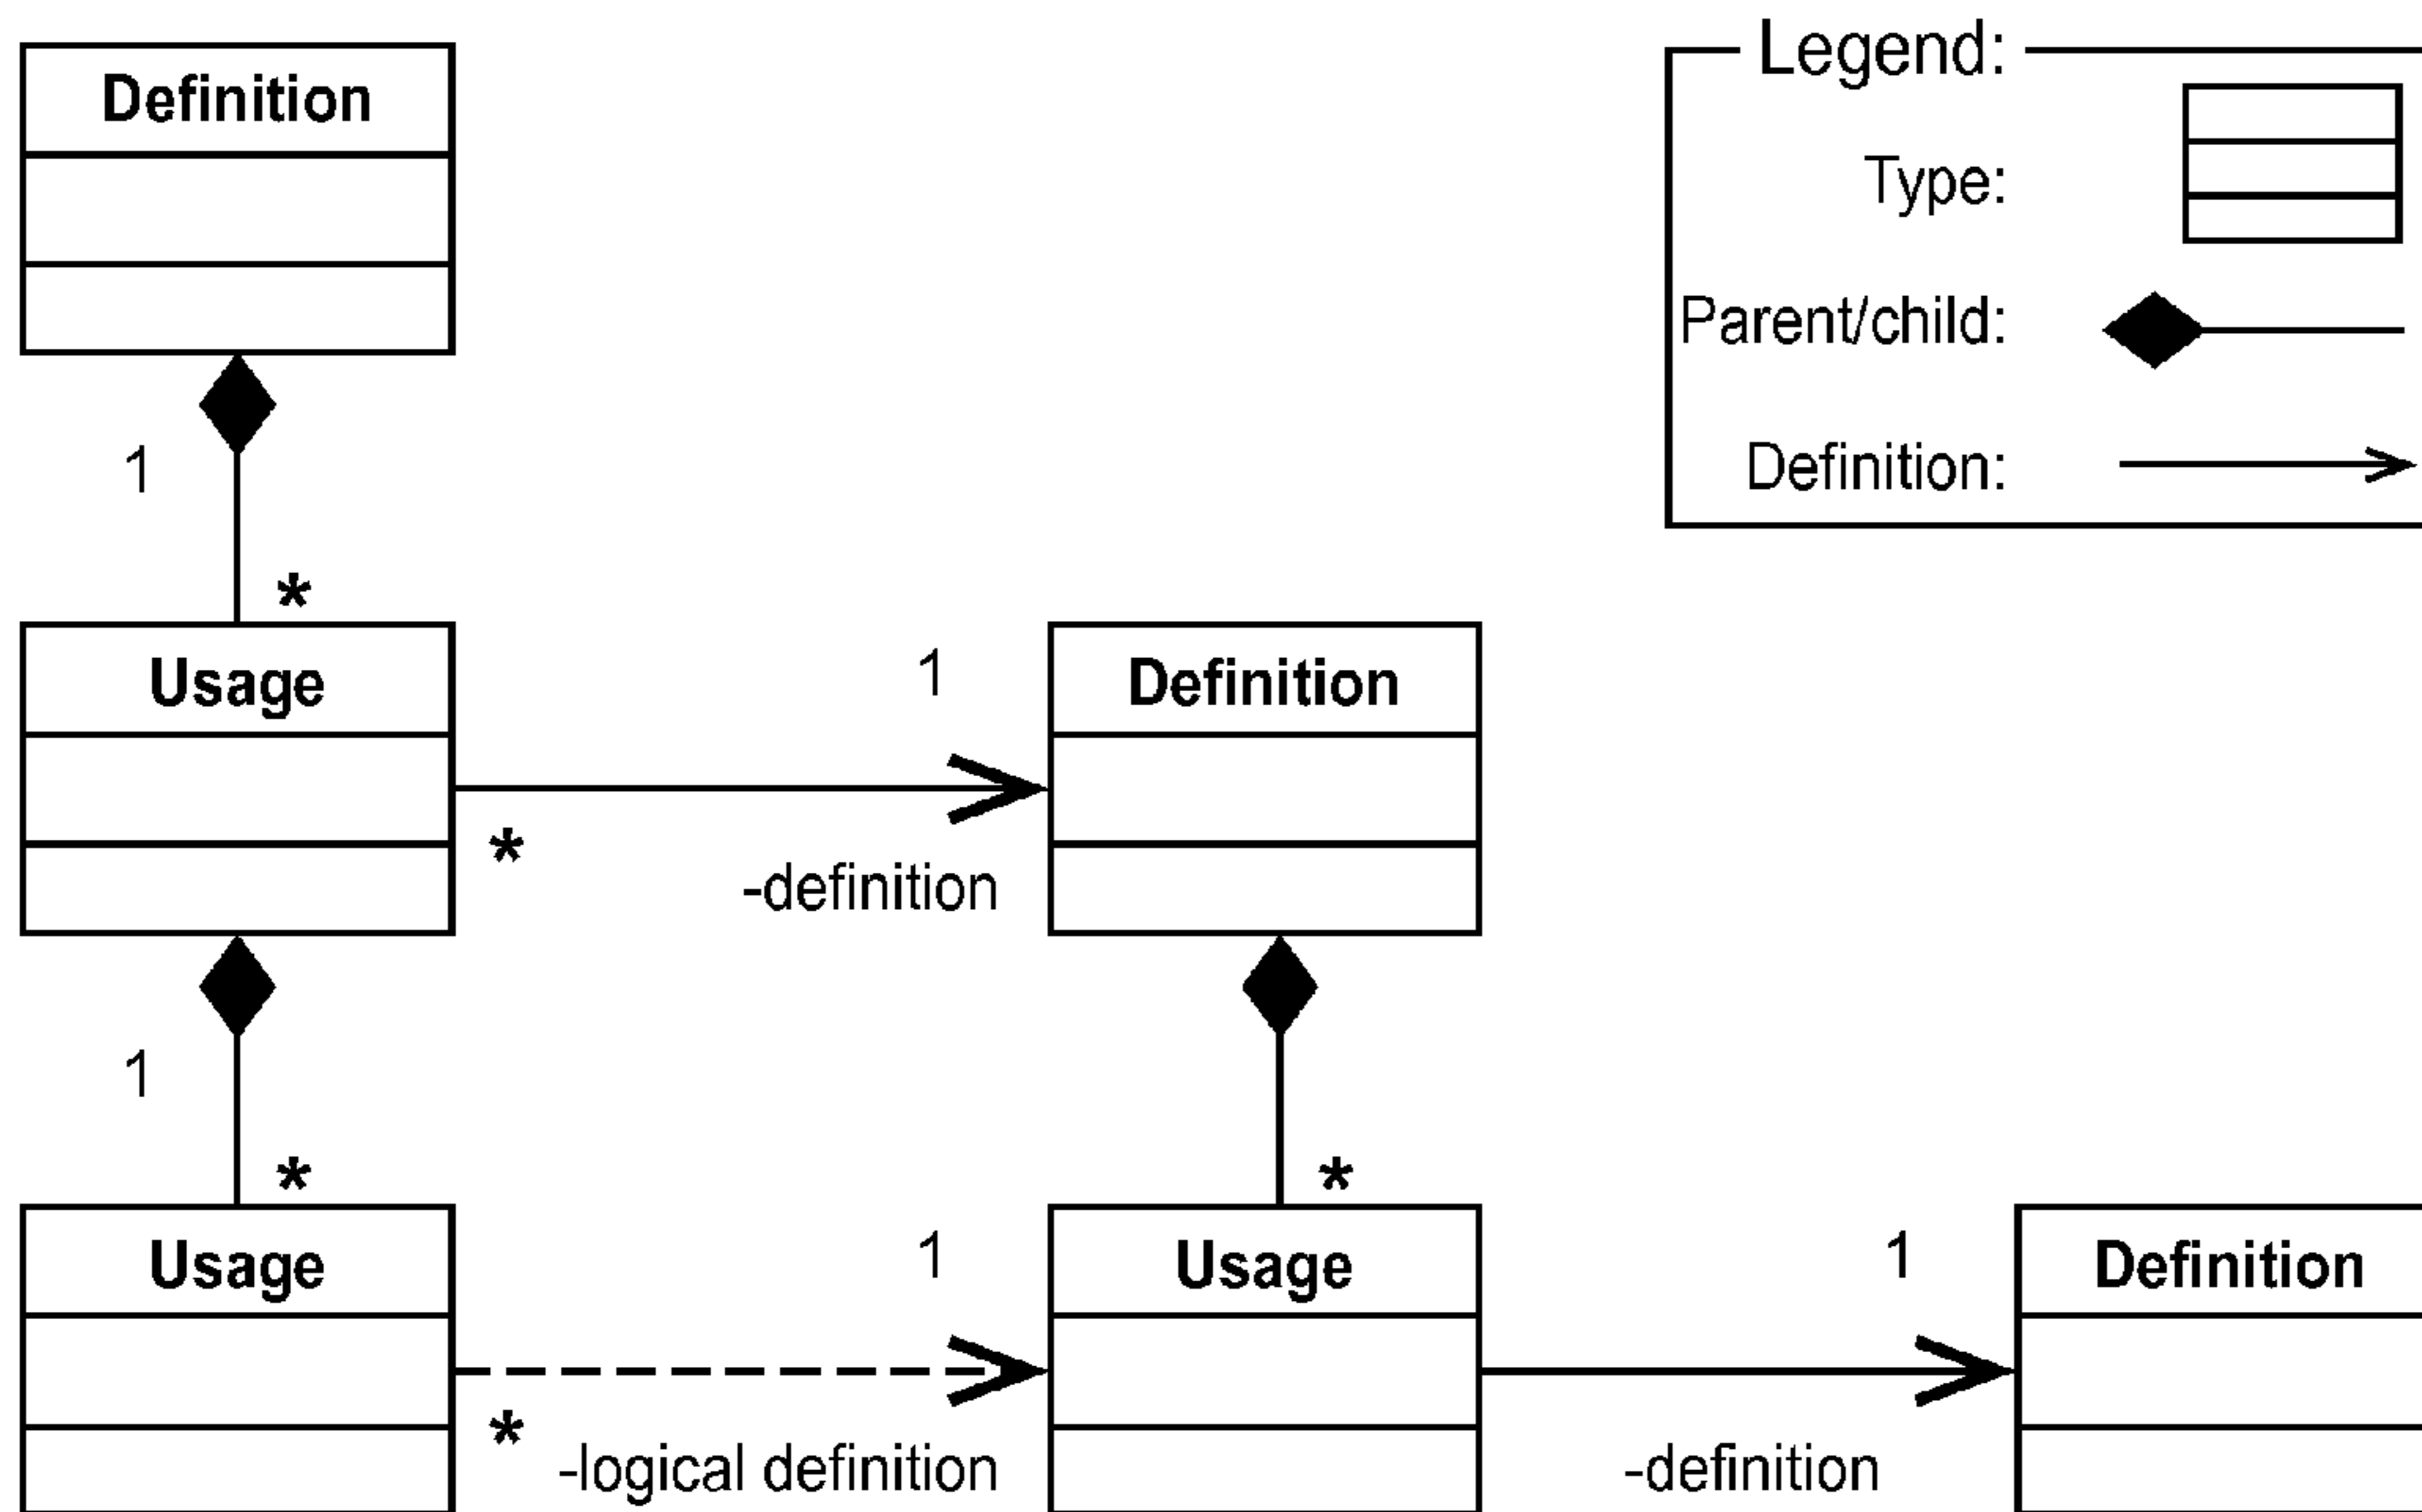 Legend:
Definition
Type:
Parent/child:
1
Definition:
*
Usage
1
Definition
*
-definition
1
*
*
Usage
1
Usage
1
Definition
*
-logical definition
-definition